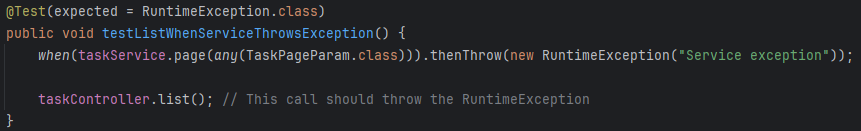 @Test(expected = RuntimeException.class)
public void testListWhenServiceThrowsException() {
when(taskService.page(any(TaskPageParam.class))).thenThrow(new RuntimeException("Service exception"));
taskController.list(); // This call should throw the RuntimeException
}